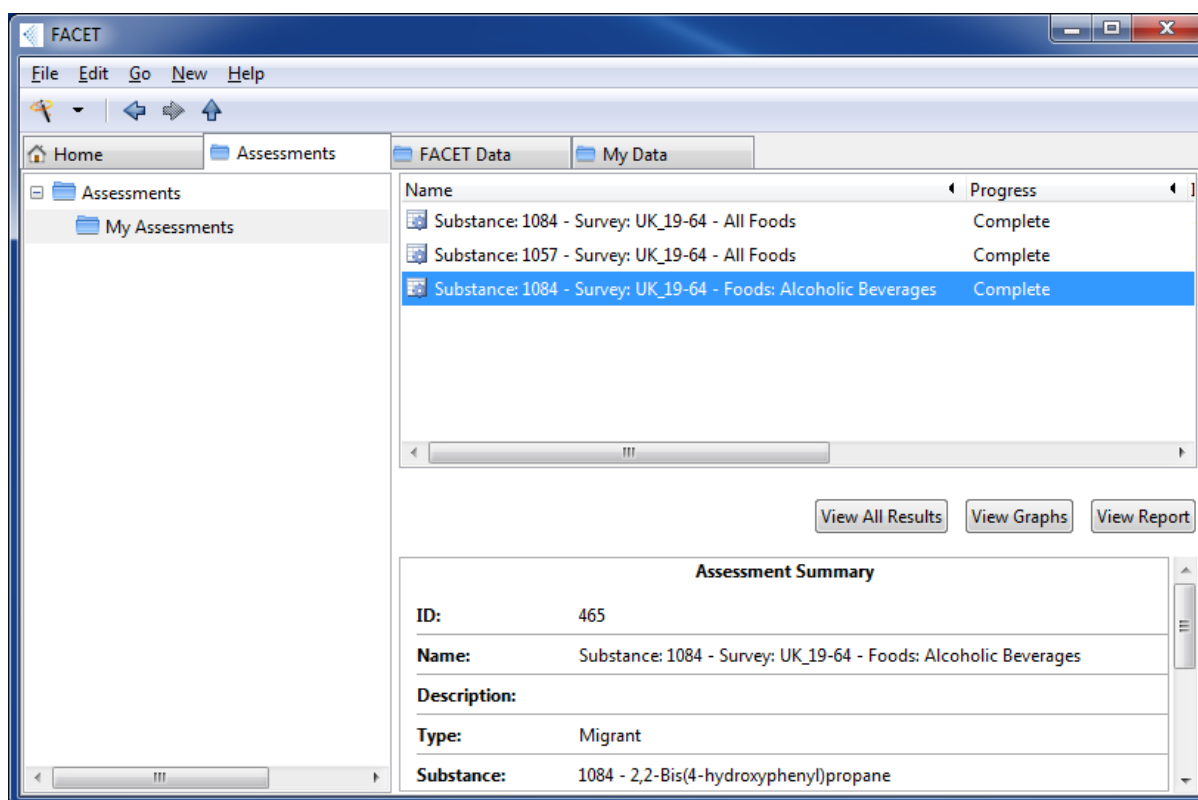 FACET
File Edit Go New Help
Home Assessments FACET Data My Data
Assessments
My Assessments
Name Progress
Substance: 1084 - Survey: UK_19-64 - All Foods Complete
Substance: 1057 - Survey: UK_19-64 - All Foods Complete
Substance: 1084 - Survey: UK_19-64 - Foods: Alcoholic Beverages Complete
View All Results View Graphs View Report
Assessment Summary
ID: 465
Name: Substance: 1084 - Survey: UK_19-64 - Foods: Alcoholic Beverages
Description:
Type: Migrant
Substance: 1084 - 2,2-Bis(4-hydroxyphenyl)propane